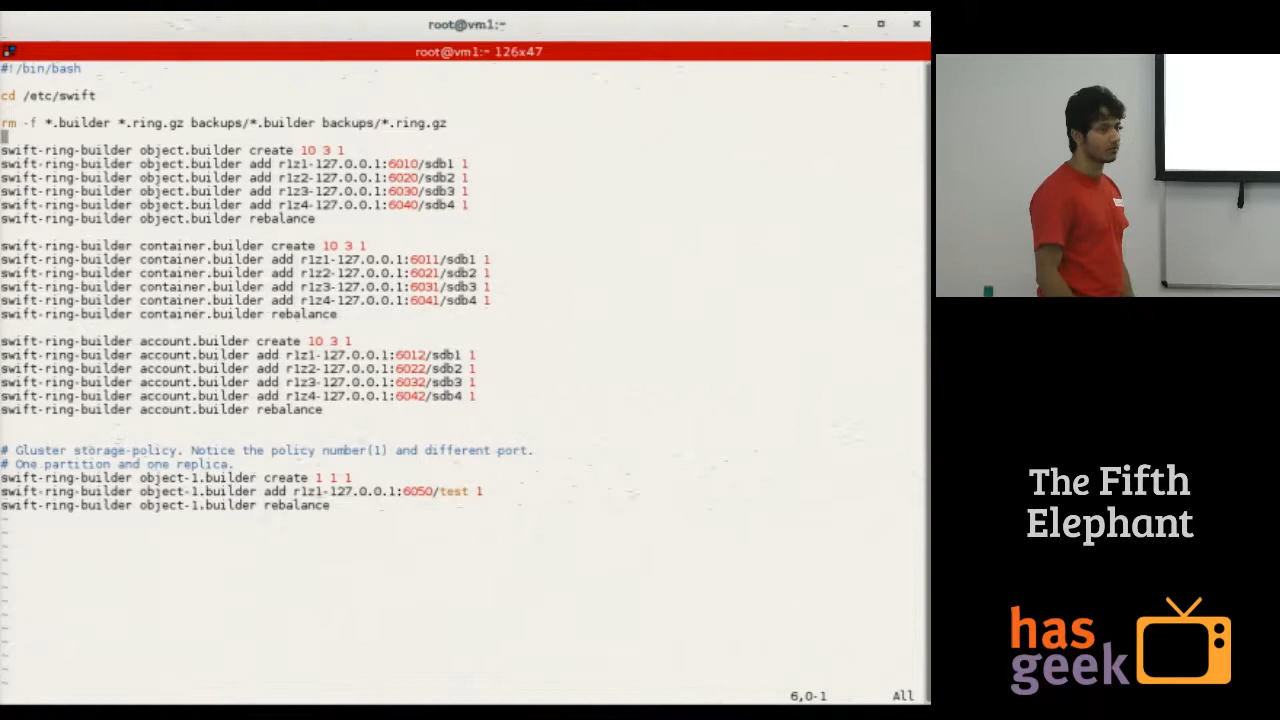 root@vm1:~
root@vm1:~ 126x47
#!/bin/bash
cd /etc/swift
rm -f *.builder *.ring.gz backups/*.builder backups/*.ring.gz
swift-ring-builder object.builder create 10 3 1
swift-ring-builder object.builder add r1z1-127.0.0.1:6010/sdb1 1
swift-ring-builder object.builder add r1z2-127.0.0.1:6020/sdb2 1
swift-ring-builder object.builder add r1z3-127.0.0.1:6030/sdb3 1
swift-ring-builder object.builder add r1z4-127.0.0.1:6040/sdb4 1
swift-ring-builder object.builder rebalance
swift-ring-builder container.builder create 10 3 1
swift-ring-builder container.builder add r1z1-127.0.0.1:6011/sdb1 1
swift-ring-builder container.builder add r1z2-127.0.0.1:6021/sdb2 1
swift-ring-builder container.builder add r1z3-127.0.0.1:6031/sdb3 1
swift-ring-builder container.builder add r1z4-127.0.0.1:6041/sdb4 1
swift-ring-builder container.builder rebalance
swift-ring-builder account.builder create 10 3 1
swift-ring-builder account.builder add r1z1-127.0.0.1:6012/sdb1 1
swift-ring-builder account.builder add r1z2-127.0.0.1:6022/sdb2 1
swift-ring-builder account.builder add r1z3-127.0.0.1:6032/sdb3 1
swift-ring-builder account.builder add r1z4-127.0.0.1:6042/sdb4 1
swift-ring-builder account.builder rebalance
# Gluster storage-policy. Notice the policy number(1) and different port.
# One partition and one replica.
swift-ring-builder object-1.builder create 1 1 1
swift-ring-builder object-1.builder add r1z1-127.0.0.1:6050/test 1
swift-ring-builder object-1.builder rebalance
6,0-1 All
The Fifth
Elephant
has
geek